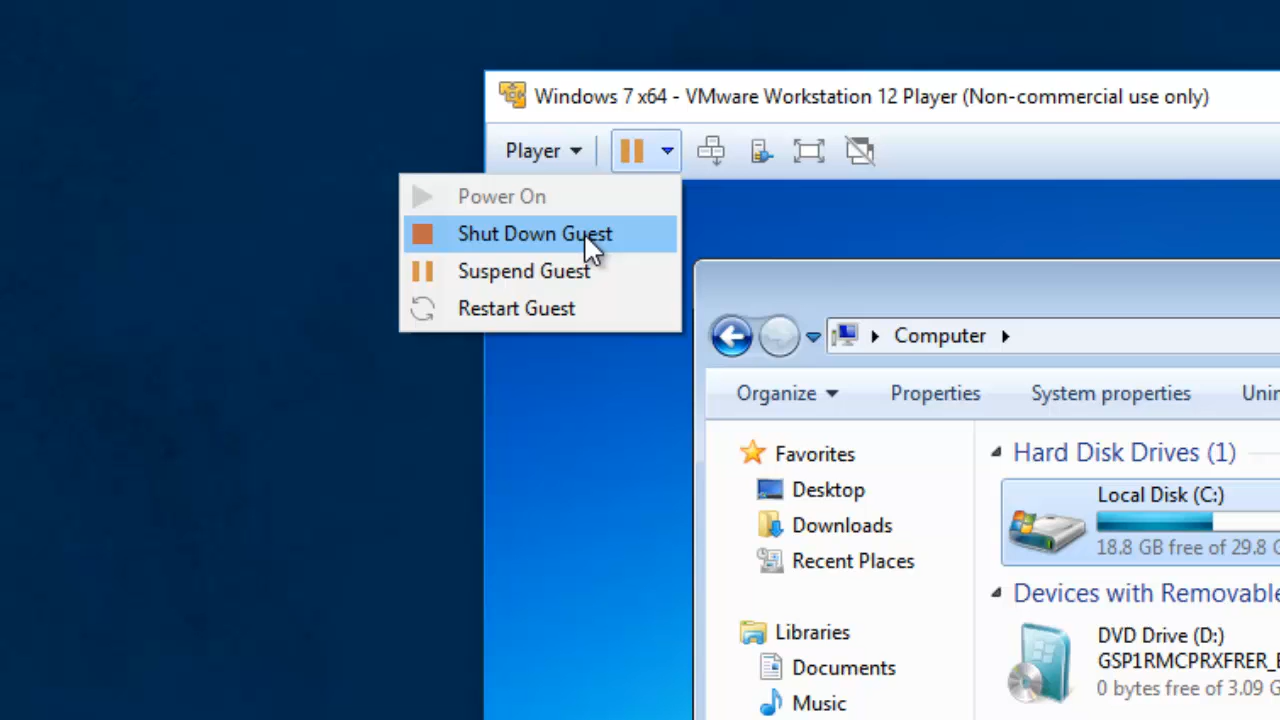 Windows 7 x64 - VMware Workstation 12 Player (Non-commercial use only)
Player
Power On
Shut Down Guest
Suspend Guest
Restart Guest
Computer
Organize
Properties
System properties
Favorites
Desktop
Downloads
Recent Places
Libraries
Documents
Music
Hard Disk Drives (1)
Local Disk (C:)
18.8 GB free of 29.8
Devices with Removable
DVD Drive (D:)
GSP1RMCPRXFRER_
0 bytes free of 3.09 G